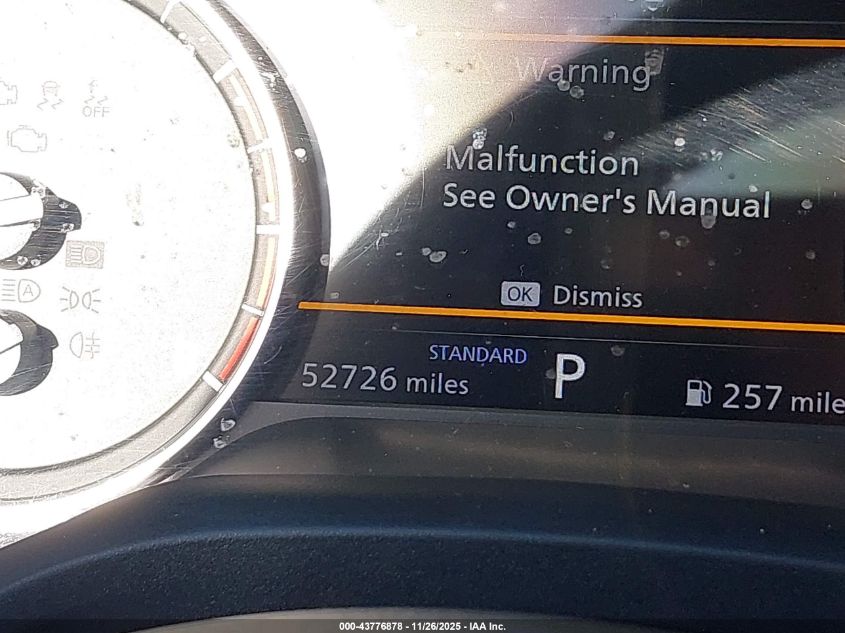 OFF
Warning
Malfunction
See Owner's Manual
OK Dismiss
STANDARD
P
52726 miles
257 mile
A
000-43776878 - 11/26/2025 - IAA Inc.